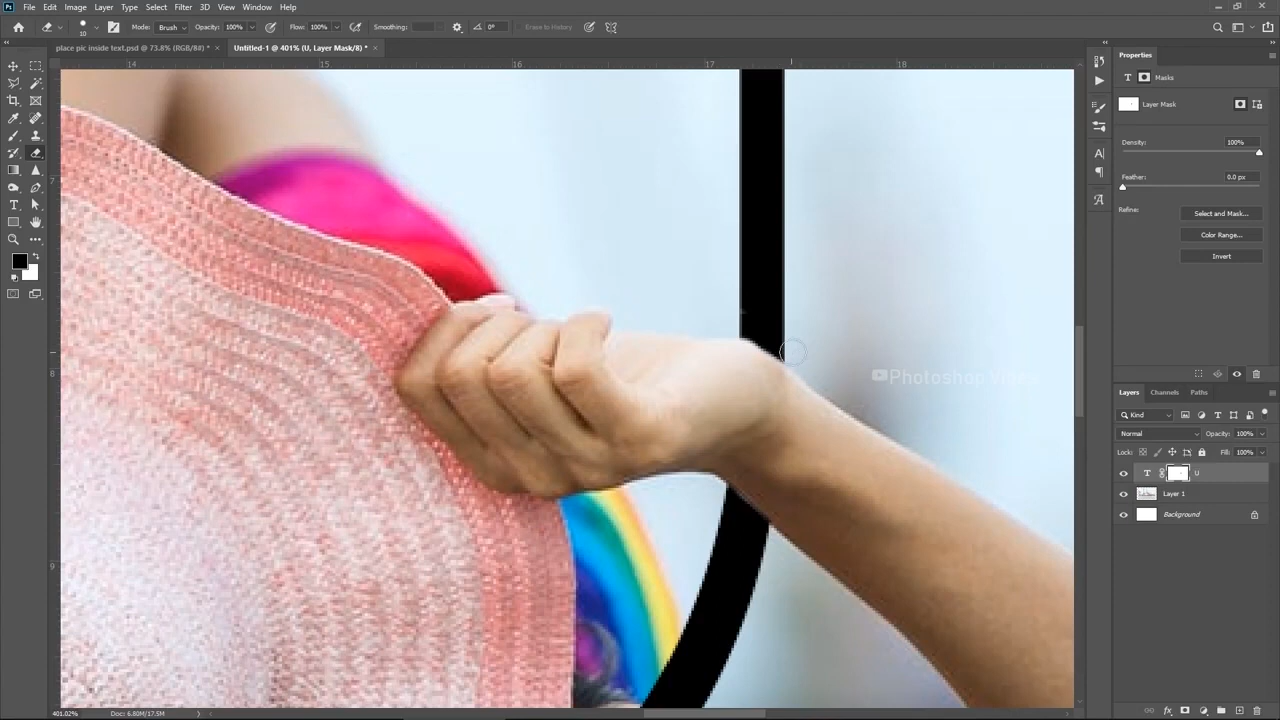 File Edit Image Layer Type Select Filter 3D View Window Help
10 Mode: Brush Opacity: 100% Flow: 100% Smoothing: 0° Erase to History
place pic inside text.psd @ 73.8% (RGB/8#) * × Untitled-1 @ 401% (U, Layer Mask/8) * ×
14 15 16 17 18
7
8
9
Photoshop
Properties
Masks
Layer Mask
Density: 100%
Feather: 0.0 px
Refine: Select and Mask...
Color Range...
Invert
Layers Channels Paths
Kind
Normal Opacity: 100%
Lock: Fill: 100%
T U
Layer 1
Background
401.02% Doc: 6.80M/17.5M